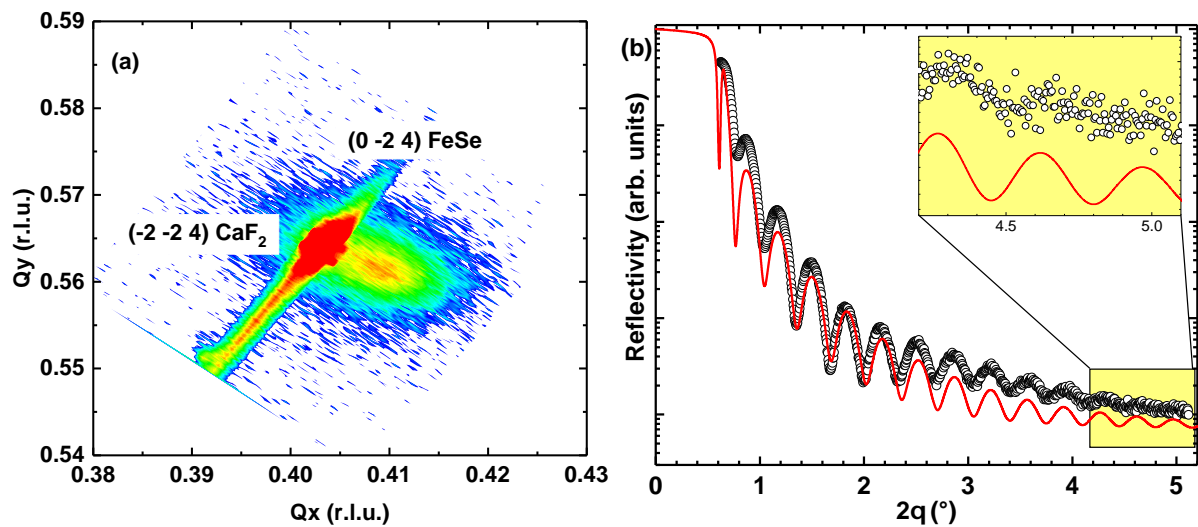 (a)
0.59
0.58
0.57
0.56
0.55
0.54
Qy (r.l.u.)
(0 -2 4) FeSe
(-2 -2 4) CaF2
0.38
0.39
0.40
0.41
0.42
0.43
Qx (r.l.u.)
(b)
Reflectivity (arb. units)
4.5
5.0
0
1
2
3
4
5
2q (°)